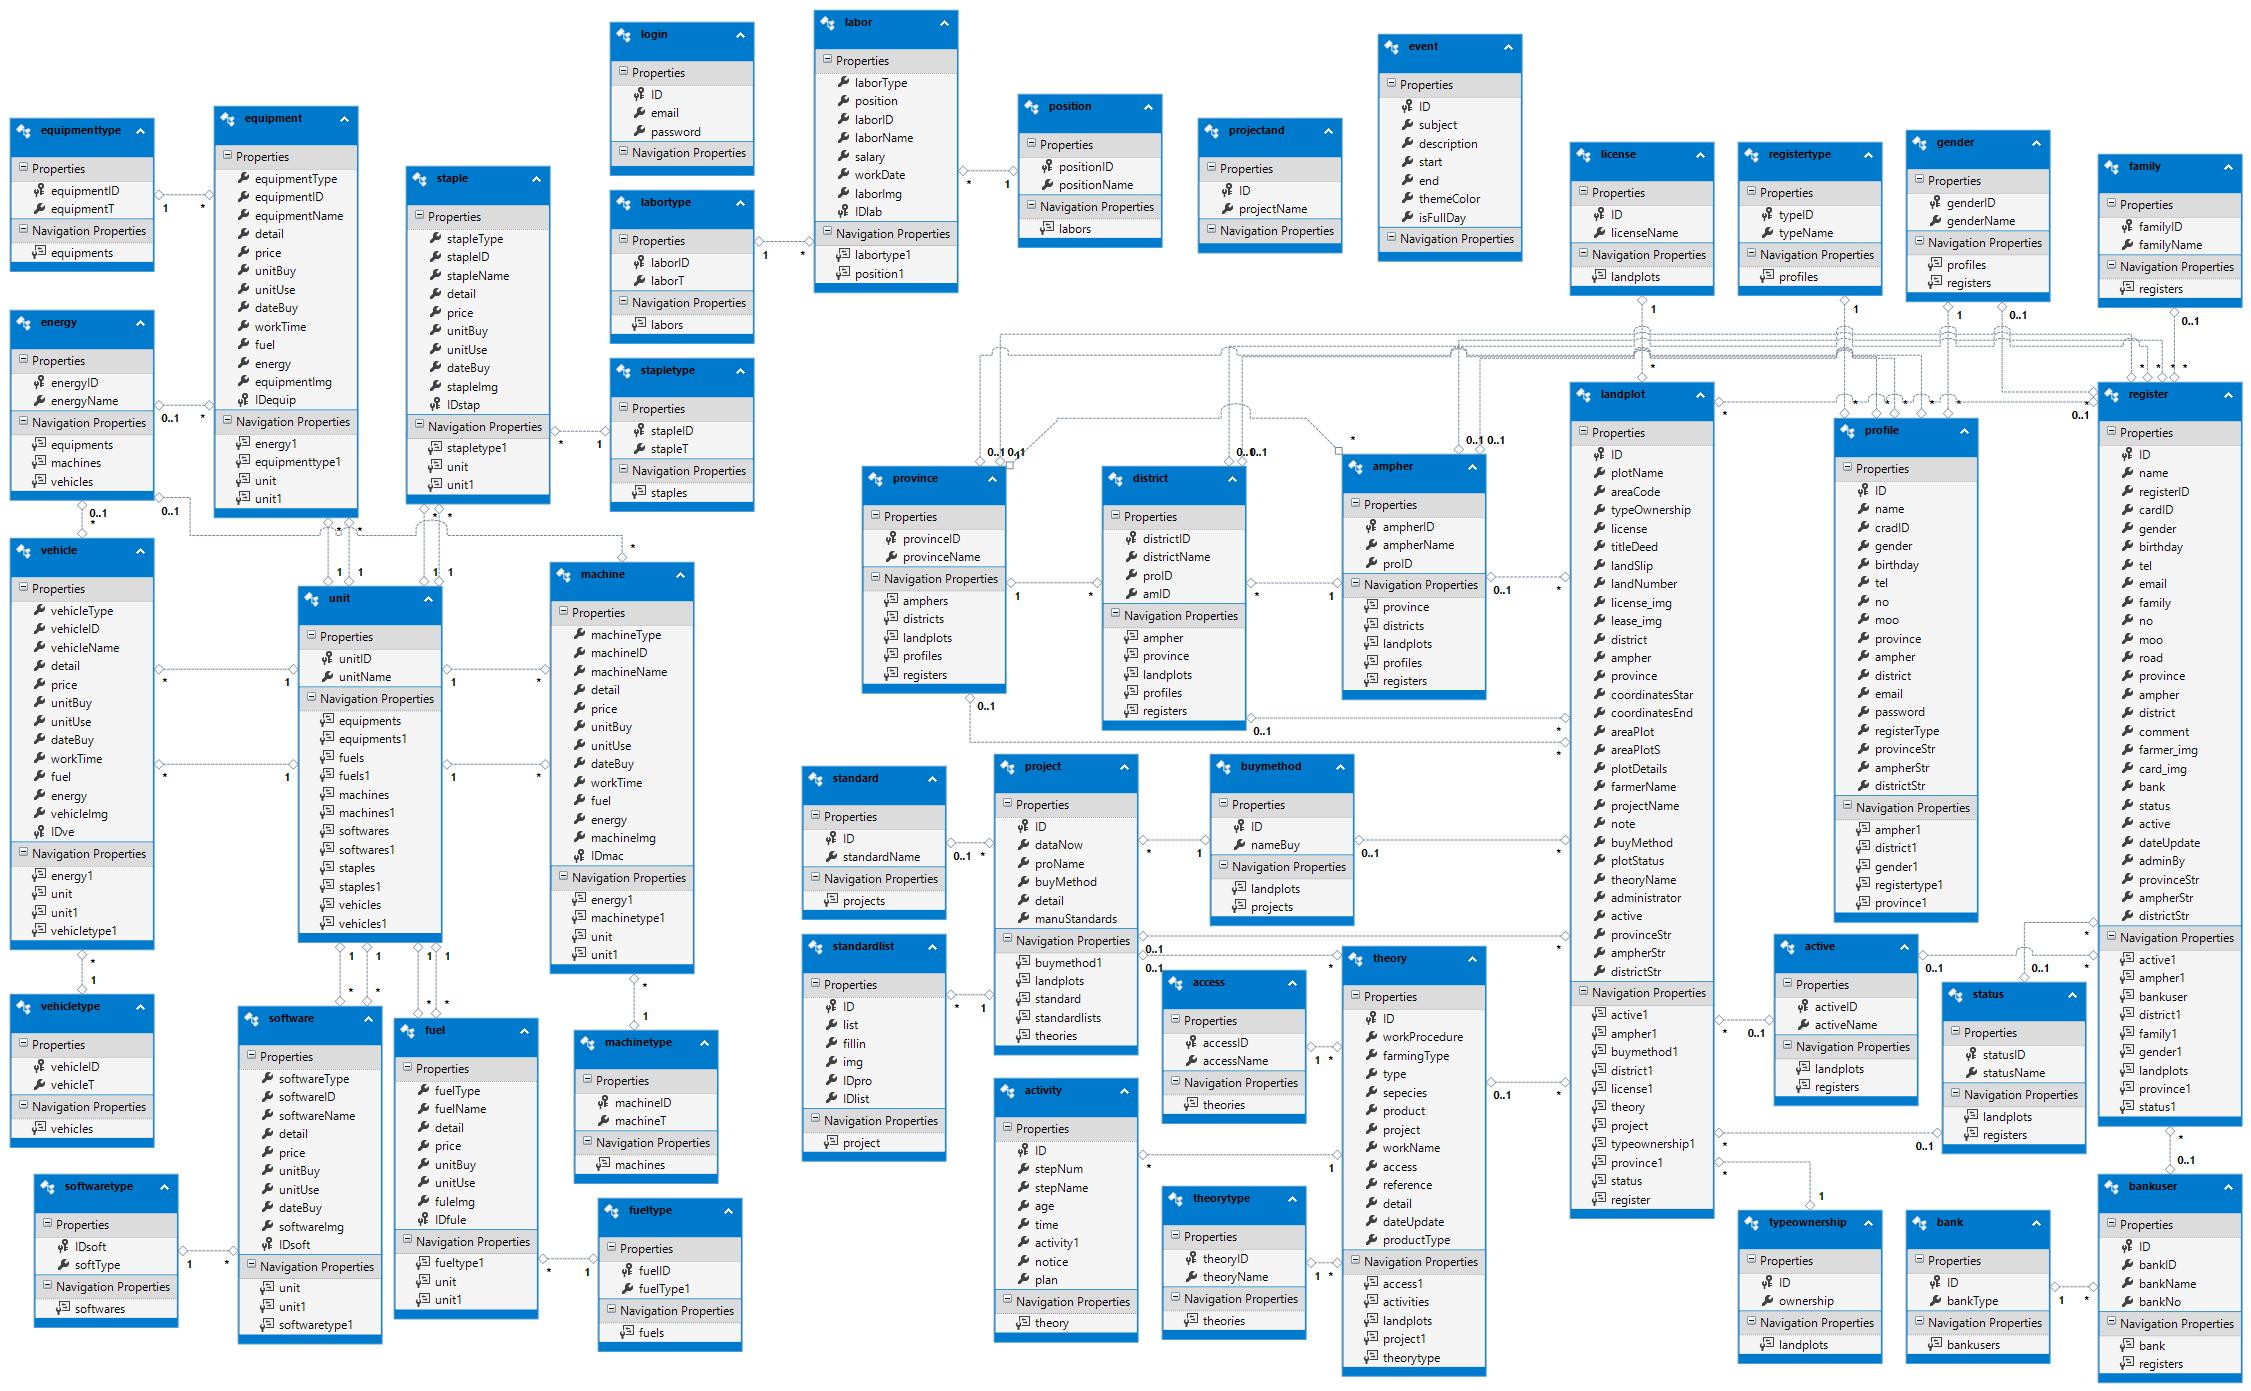 equipmenttype
Properties
equipmentID
equipmentT
Navigation Properties
equipments
equipment
Properties
equipmentType
equipmentID
equipmentName
detail
price
unitBuy
unitUse
dateBuy
workTime
fuel
energy
equipmentImg
IDequip
Navigation Properties
energy1
equipmenttype1
unit
unit1
staple
Properties
stapleType
stapleID
stapleName
detail
price
unitBuy
unitUse
dateBuy
stapleImg
IDstap
Navigation Properties
stapletype1
unit
unit1
login
Properties
ID
email
password
Navigation Properties
labortype
Properties
laborID
laborT
Navigation Properties
labors
stapletype
Properties
stapleID
stapleT
Navigation Properties
staples
labor
Properties
laborType
position
laborID
laborName
salary
workDate
laborImg
IDlab
Navigation Properties
labortype1
position1
position
Properties
positionID
positionName
Navigation Properties
labors
projectand
Properties
ID
projectName
Navigation Properties
event
Properties
ID
subject
description
start
end
themeColor
isFullDay
Navigation Properties
license
Properties
ID
licenseName
Navigation Properties
landplots
registertype
Properties
typeID
typeName
Navigation Properties
profiles
gender
Properties
genderID
genderName
Navigation Properties
profiles
registers
family
Properties
familyID
familyName
Navigation Properties
registers
energy
Properties
energyID
energyName
Navigation Properties
equipments
machines
vehicles
vehicle
Properties
vehicleType
vehicleID
vehicleName
detail
price
unitBuy
unitUse
dateBuy
workTime
fuel
energy
vehicleImg
IDve
Navigation Properties
energy1
unit
unit1
vehicletype1
unit
Properties
unitID
unitName
Navigation Properties
equipments
equipments1
fuels
fuels1
machines
machines1
softwares
softwares1
staples
staples1
vehicles
vehicles1
machine
Properties
machineType
machineID
machineName
detail
price
unitBuy
unitUse
dateBuy
workTime
fuel
energy
machineImg
IDmac
Navigation Properties
energy1
machinetype1
unit
unit1
vehicletype
Properties
vehicleID
vehicleT
Navigation Properties
vehicles
softwaretype
Properties
IDsoft
softType
Navigation Properties
softwares
software
Properties
softwareType
softwareID
softwareName
detail
price
unitBuy
unitUse
dateBuy
softwareImg
IDsoft
Navigation Properties
unit
unit1
softwaretype1
fuel
Properties
fuelType
fuelName
detail
price
unitBuy
unitUse
fuleImg
IDfule
Navigation Properties
fueltype1
unit
unit1
machinetype
Properties
machineID
machineT
Navigation Properties
machines
fueltype
Properties
fuelID
fuelType1
Navigation Properties
fuels
province
Properties
provinceID
provinceName
Navigation Properties
amphers
districts
landplots
profiles
registers
district
Properties
districtID
districtName
proID
amID
Navigation Properties
ampher
province
landplots
profiles
registers
ampher
Properties
ampherID
ampherName
proID
Navigation Properties
province
districts
landplots
profiles
registers
standard
Properties
ID
standardName
Navigation Properties
projects
standardlist
Properties
ID
list
fillin
img
IDpro
IDlist
Navigation Properties
project
project
Properties
ID
dataNow
proName
buyMethod
detail
manuStandards
Navigation Properties
buymethod1
landplots
standard
standardlists
theories
buymethod
Properties
ID
nameBuy
Navigation Properties
landplots
projects
activity
Properties
ID
stepNum
stepName
age
time
activity1
notice
plan
Navigation Properties
theory
access
Properties
accessID
accessName
Navigation Properties
theories
theorytype
Properties
theoryID
theoryName
Navigation Properties
theories
theory
Properties
ID
workProcedure
farmingType
type
sepecies
product
project
workName
access
reference
detail
dateUpdate
productType
Navigation Properties
access1
activities
landplots
project1
theorytype
landplot
Properties
ID
plotName
areaCode
typeOwnership
license
titleDeed
landSlip
landNumber
license_img
lease_img
district
ampher
province
coordinatesStar
coordinatesEnd
areaPlot
areaPlotS
plotDetails
farmerName
projectName
note
buyMethod
plotStatus
theoryName
administrator
active
provinceStr
ampherStr
districtStr
Navigation Properties
active1
ampher1
buymethod1
district1
license1
theory
project
typeownership1
province1
status
register
profile
Properties
ID
name
cradID
gender
birthday
tel
no
moo
province
ampher
district
email
password
registerType
provinceStr
ampherStr
districtStr
Navigation Properties
ampher1
district1
gender1
registertype1
province1
register
Properties
ID
name
registerID
cardID
gender
birthday
tel
email
family
no
moo
road
province
ampher
district
comment
farmer_img
card_img
bank
status
active
dateUpdate
adminBy
provinceStr
ampherStr
districtStr
Navigation Properties
active1
ampher1
bankuser
district1
family1
gender1
landplots
province1
status1
active
Properties
activeID
activeName
Navigation Properties
landplots
registers
status
Properties
statusID
statusName
Navigation Properties
landplots
registers
typeownership
Properties
ID
ownership
Navigation Properties
landplots
bank
Properties
ID
bankType
Navigation Properties
bankusers
bankuser
Properties
ID
bankID
bankName
bankNo
Navigation Properties
bank
registers